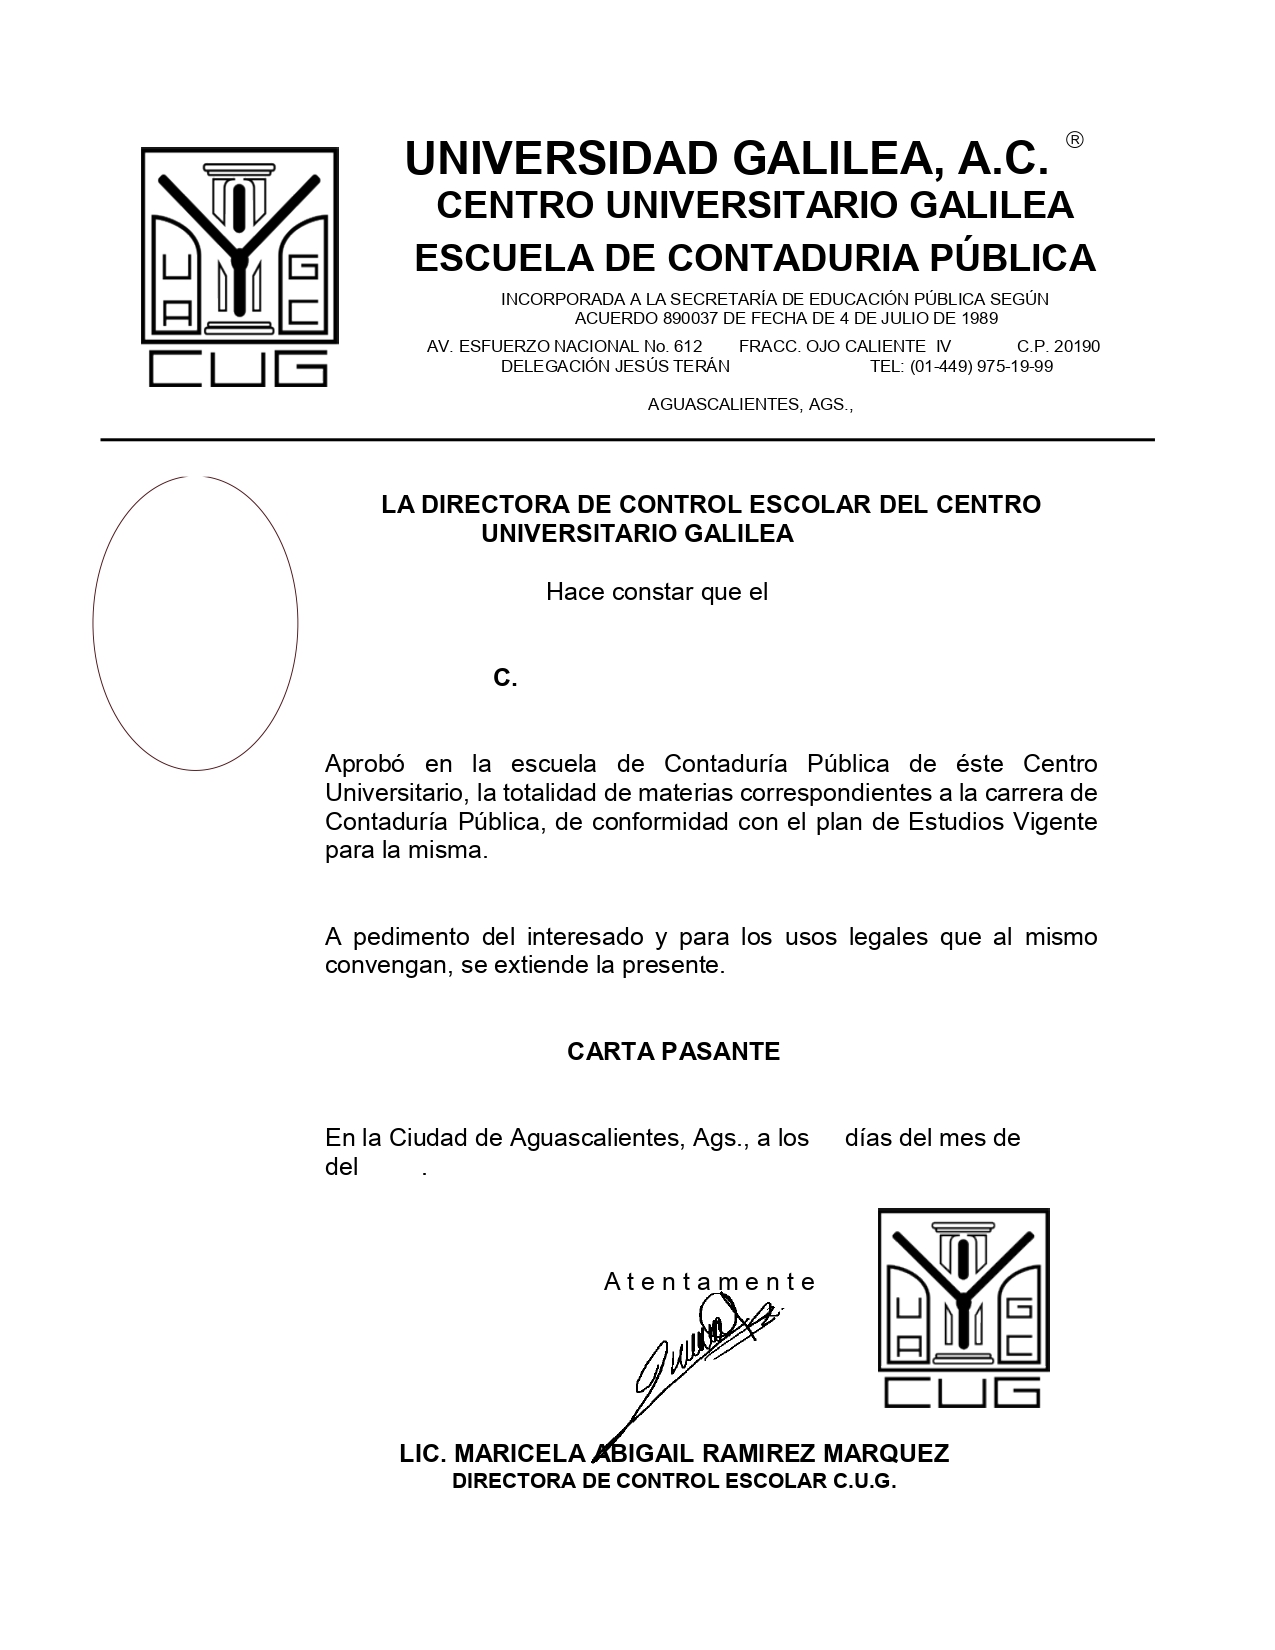 UNIVERSIDAD GALILEA, A.C. ®
CENTRO UNIVERSITARIO GALILEA
ESCUELA DE CONTADURIA PÚBLICA
INCORPORADA A LA SECRETARÍA DE EDUCACIÓN PÚBLICA SEGÚN
ACUERDO 890037 DE FECHA DE 4 DE JULIO DE 1989
AV. ESFUERZO NACIONAL No. 612 FRACC. OJO CALIENTE IV C.P. 20190
DELEGACIÓN JESÚS TERÁN TEL: (01-449) 975-19-99
AGUASCALIENTES, AGS.,
UA GC
CUG
LA DIRECTORA DE CONTROL ESCOLAR DEL CENTRO
UNIVERSITARIO GALILEA
Hace constar que el
C.
Aprobó en la escuela de Contaduría Pública de éste Centro
Universitario, la totalidad de materias correspondientes a la carrera de
Contaduría Pública, de conformidad con el plan de Estudios Vigente
para la misma.
A pedimento del interesado y para los usos legales que al mismo
convengan, se extiende la presente.
CARTA PASANTE
En la Ciudad de Aguascalientes, Ags., a los días del mes de
del .
A t e n t a m e n t e
UA GC
CUG
LIC. MARICELA ABIGAIL RAMIREZ MARQUEZ
DIRECTORA DE CONTROL ESCOLAR C.U.G.